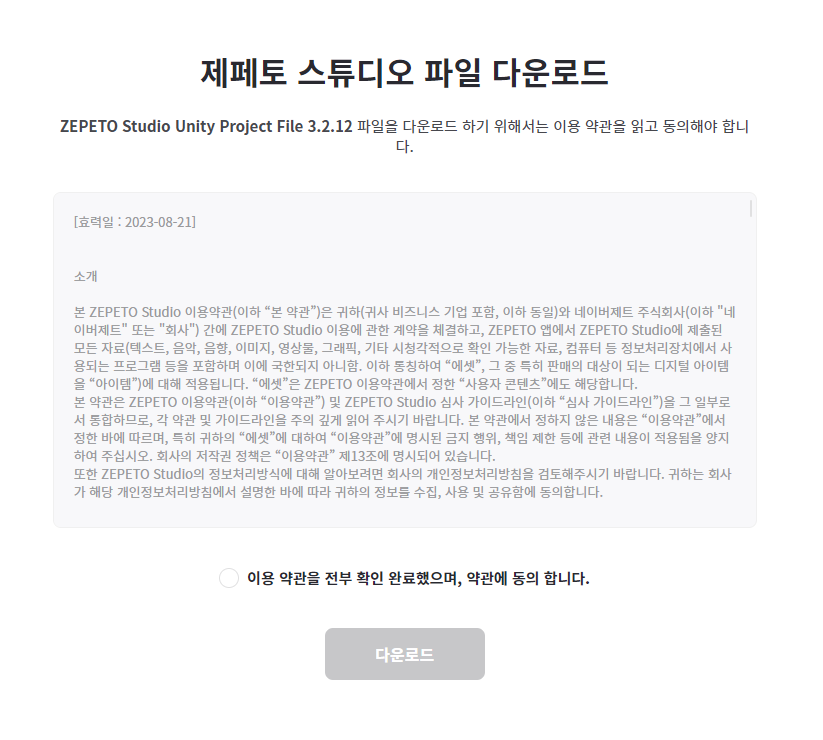 제페토 스튜디오 파일 다운로드
ZEPETO Studio Unity Project File 3.2.12 파일을 다운로드 하기 위해서는 이용 약관을 읽고 동의해야 합니
다.
[효력일 : 2023-08-21]
소개
본 ZEPETO Studio 이용약관(이하 “본 약관”)은 귀하(귀사 비즈니스 기업 포함, 이하 동일)와 네이버제트 주식회사(이하 "네
이버제트" 또는 "회사") 간에 ZEPETO Studio 이용에 관한 계약을 체결하고, ZEPETO 앱에서 ZEPETO Studio에 제출된
모든 자료(텍스트, 음악, 음향, 이미지, 영상물, 그래픽, 기타 시청각적으로 확인 가능한 자료, 컴퓨터 등 정보처리장치에서 사
용되는 프로그램 등을 포함하며 이에 국한되지 아니함. 이하 통칭하여 “에셋”, 그 중 특히 판매의 대상이 되는 디지털 아이템
을 “아이템”)에 대해 적용됩니다. “에셋”은 ZEPETO 이용약관에서 정한 “사용자 콘텐츠”에도 해당합니다.
본 약관은 ZEPETO 이용약관(이하 “이용약관”) 및 ZEPETO Studio 심사 가이드라인(이하 “심사 가이드라인”)을 그 일부로
서 통합하므로, 각 약관 및 가이드라인을 주의 깊게 읽어 주시기 바랍니다. 본 약관에서 정하지 않은 내용은 “이용약관”에서
정한 바에 따르며, 특히 귀하의 “에셋”에 대하여 “이용약관”에 명시된 금지 행위, 책임 제한 등에 관련 내용이 적용됨을 양지
하여 주십시오. 회사의 저작권 정책은 “이용약관” 제13조에 명시되어 있습니다.
또한 ZEPETO Studio의 정보처리방식에 대해 알아보려면 회사의 개인정보처리방침을 검토해주시기 바랍니다. 귀하는 회사
가 해당 개인정보처리방침에서 설명한 바에 따라 귀하의 정보를 수집, 사용 및 공유함에 동의합니다.
이용 약관을 전부 확인 완료했으며, 약관에 동의 합니다.
다운로드